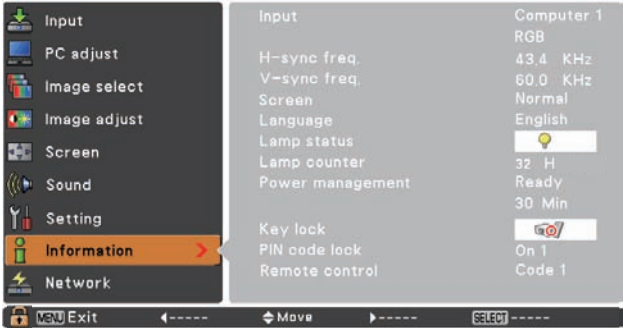 Input
PC adjust
Image select
Image adjust
Screen
Sound
Setting
Information
Network
Input Computer 1
RGB
H-sync freq. 43.4 KHz
V-sync freq. 60.0 KHz
Screen Normal
Language English
Lamp status
Lamp counter 32 H
Power management Ready
30 Min
Key lock
PIN code lock On 1
Remote control Code 1
MENU Exit ◀----- Move ▶----- SELECT -----